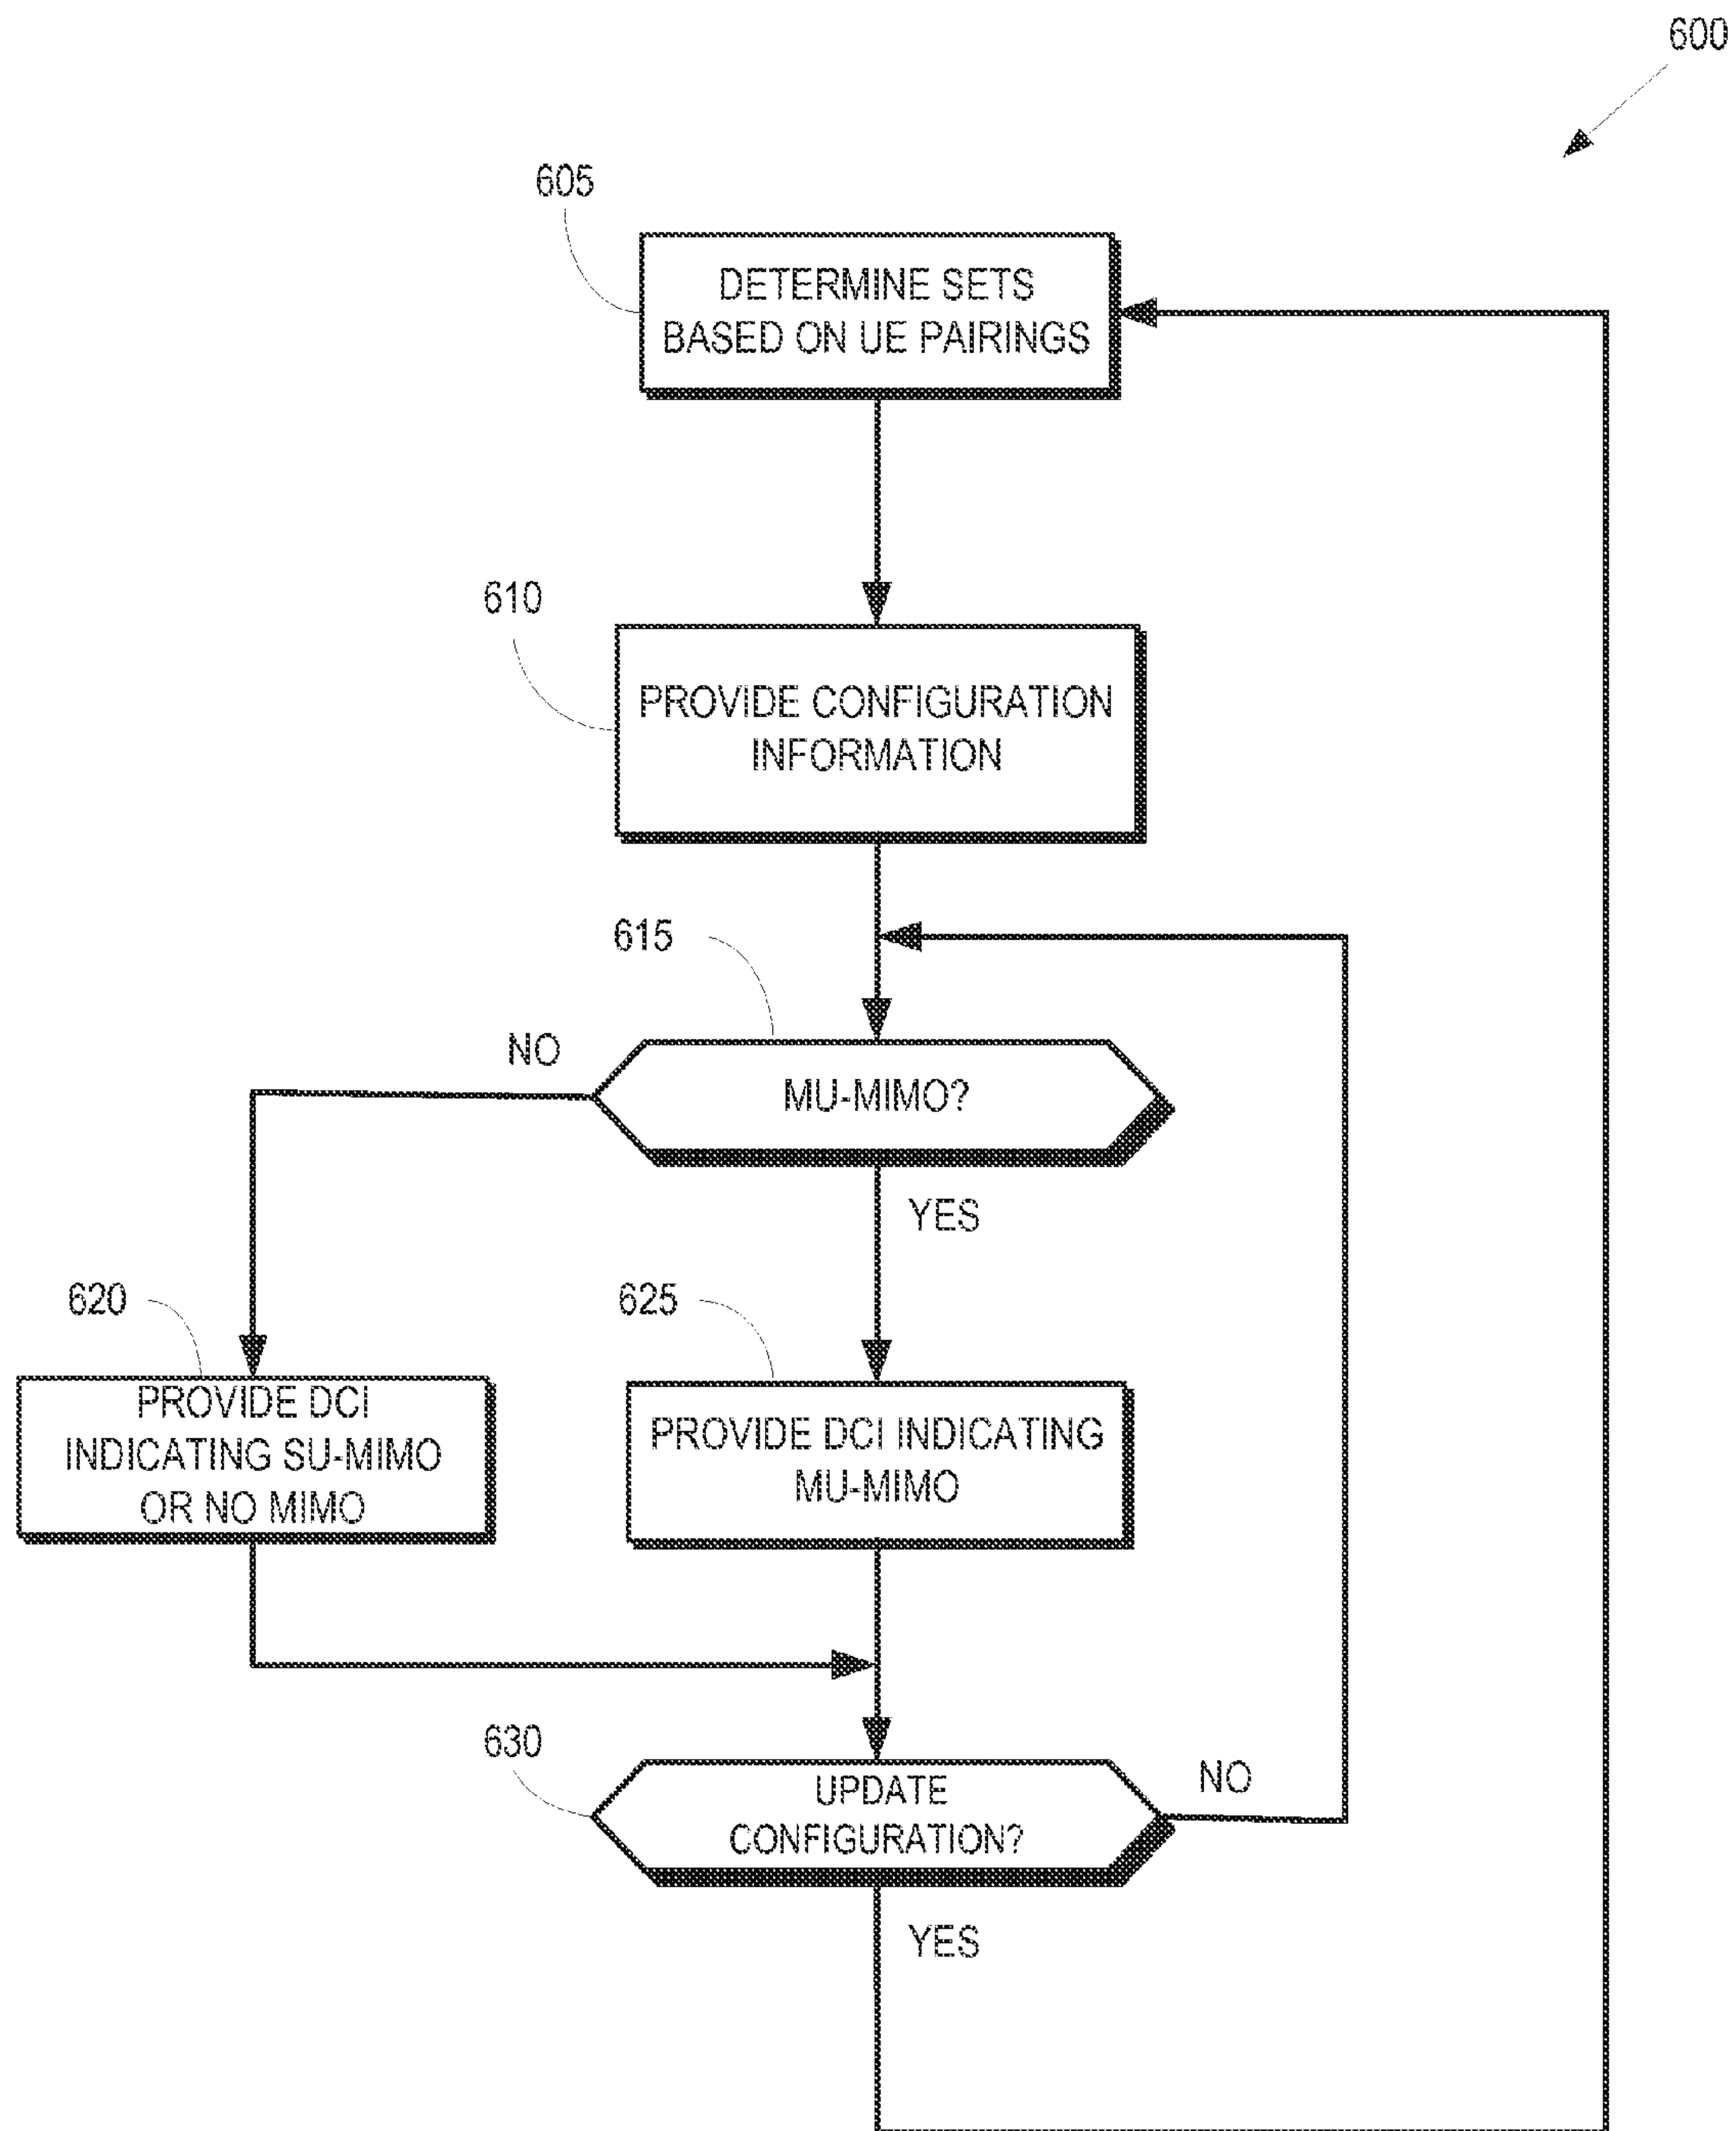 600
605
DETERMINE SETS
BASED ON UE PAIRINGS
610
PROVIDE CONFIGURATION
INFORMATION
615
NO
MU-MIMO?
YES
620
625
PROVIDE DCI
INDICATING SU-MIMO
OR NO MIMO
PROVIDE DCI INDICATING
MU-MIMO
630
UPDATE
CONFIGURATION?
NO
YES